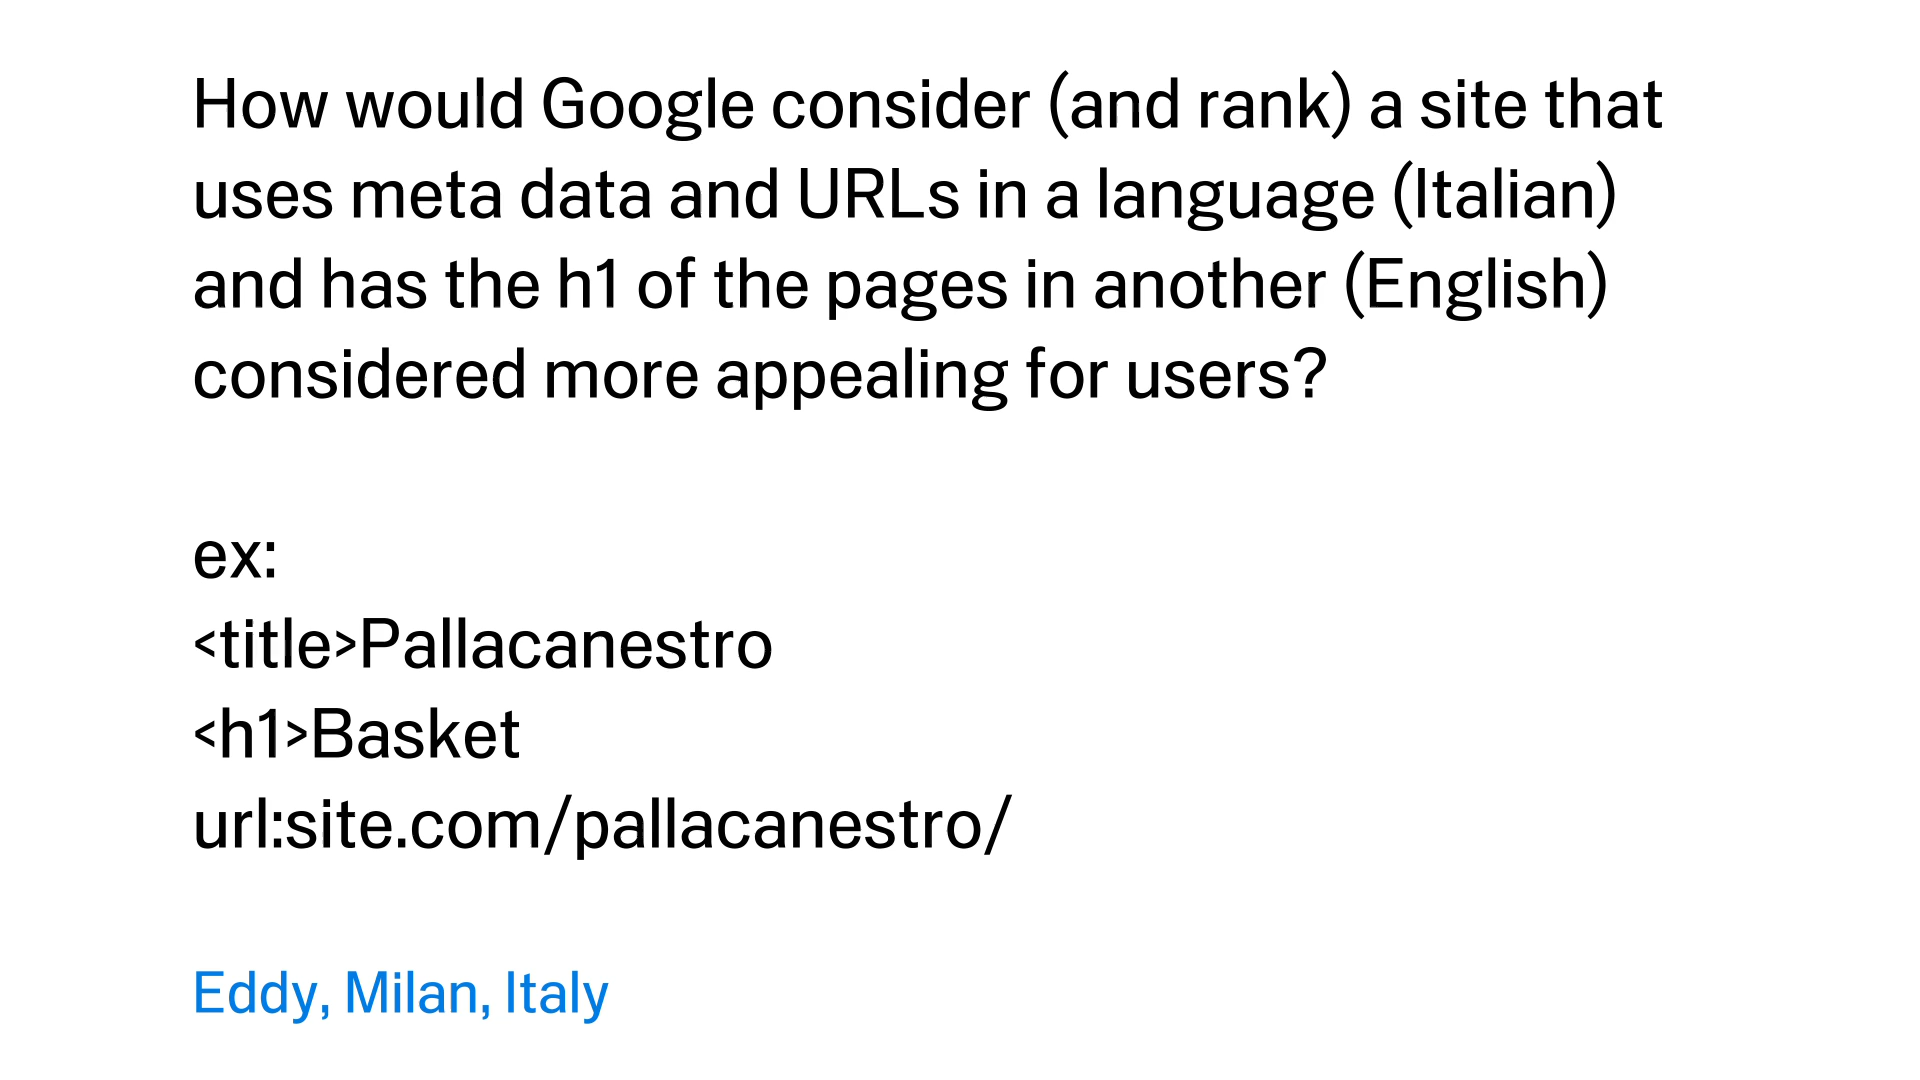 How would Google consider (and rank) a site that
uses meta data and URLs in a language (Italian)
and has the h1 of the pages in another (English)
considered more appealing for users?
ex:
<title>Pallacanestro
<h1>Basket
url:site.com/pallacanestro/
Eddy, Milan, Italy